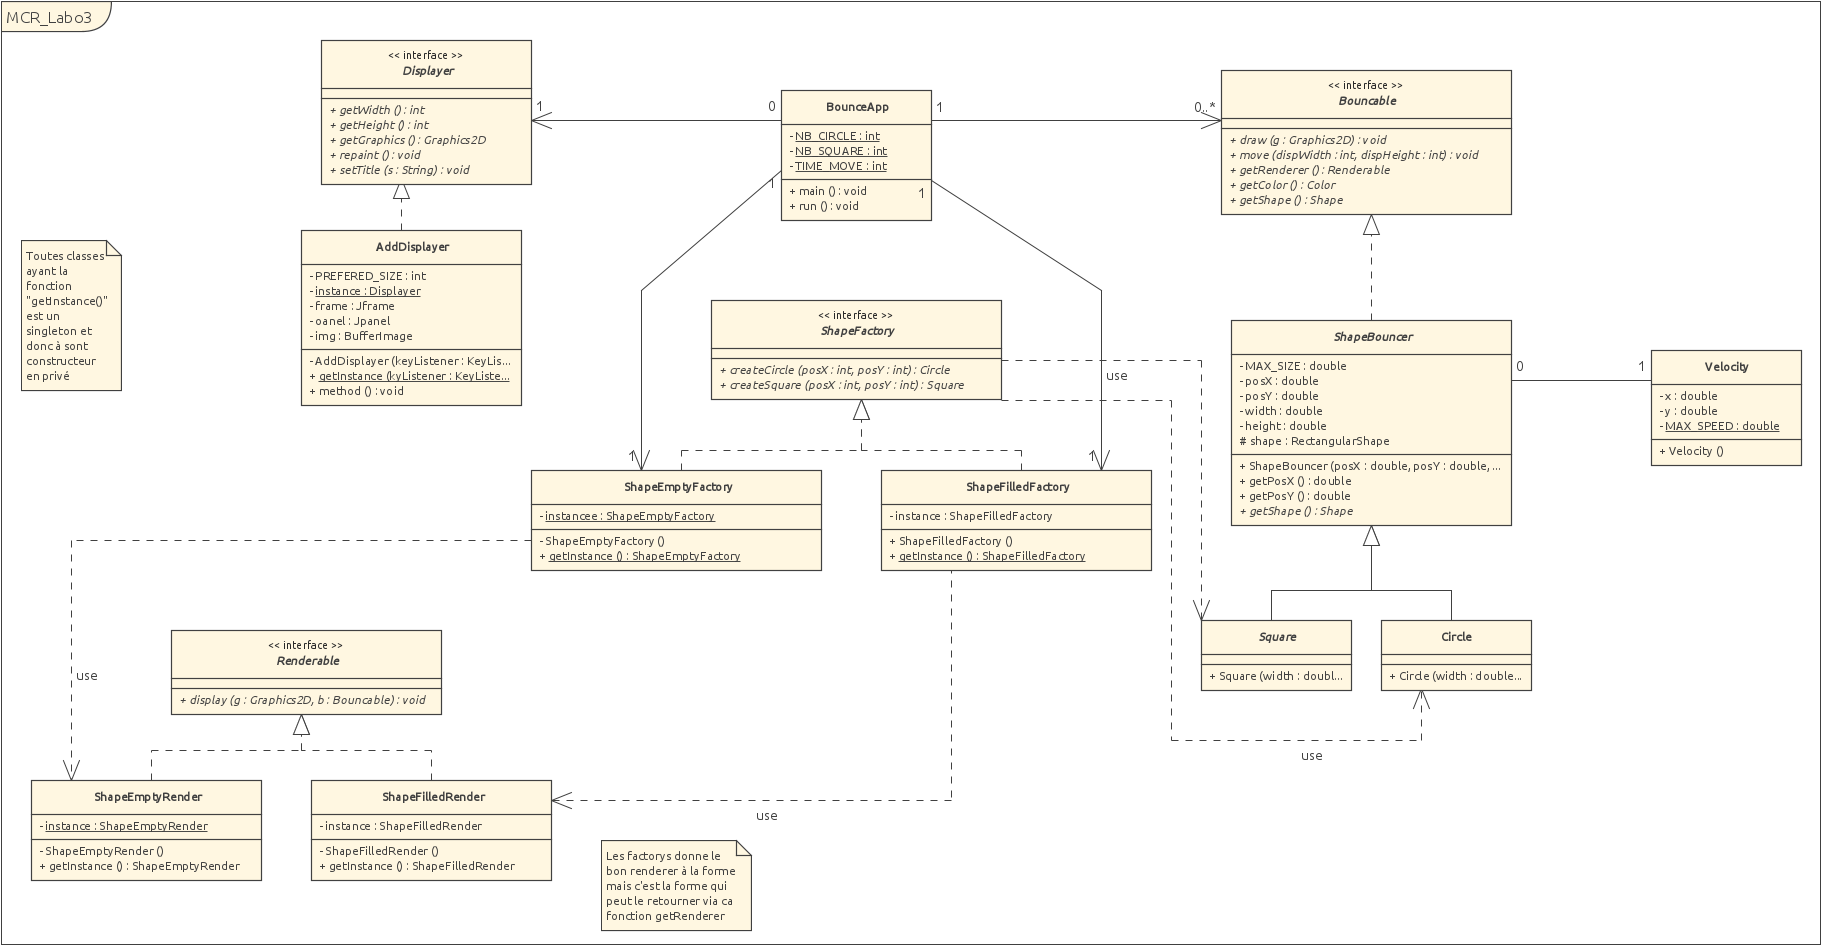 MCR_Labo3
<< interface >>
Displayer
+ getWidth () : int
+ getHeight () : int
+ getGraphics () : Graphics2D
+ repaint () : void
+ setTitle (s : String) : void
1
0
BounceApp
- NB_CIRCLE : int
- NB_SQUARE : int
- TIME_MOVE : int
+ main () : void
+ run () : void
1
0..*
1
1
<< interface >>
Bouncable
+ draw (g : Graphics2D) : void
+ move (dispWidth : int, dispHeight : int) : void
+ getRenderer () : Renderable
+ getColor () : Color
+ getShape () : Shape
Toutes classes
ayant la
fonction
"getInstance()"
est un
singleton et
donc à sont
constructeur
en privé
AddDisplayer
- PREFERED_SIZE : int
- instance : Displayer
- frame : Jframe
- oanel : Jpanel
- img : BufferImage
- AddDisplayer (keyListener : KeyLis...
+ getInstance (kyListener : KeyListe...
+ method () : void
<< interface >>
ShapeFactory
+ createCircle (posX : int, posY : int) : Circle
+ createSquare (posX : int, posY : int) : Square
use
ShapeBouncer
- MAX_SIZE : double
- posX : double
- posY : double
- width : double
- height : double
# shape : RectangularShape
+ ShapeBouncer (posX : double, posY : double, ...
+ getPosX () : double
+ getPosY () : double
+ getShape () : Shape
0
1
Velocity
- x : double
- y : double
- MAX_SPEED : double
+ Velocity ()
1
1
ShapeEmptyFactory
- instancee : ShapeEmptyFactory
- ShapeEmptyFactory ()
+ getInstance () : ShapeEmptyFactory
ShapeFilledFactory
- instance : ShapeFilledFactory
+ ShapeFilledFactory ()
+ getInstance () : ShapeFilledFactory
Square
+ Square (width : doubl...
Circle
+ Circle (width : double...
use
use
<< interface >>
Renderable
+ display (g : Graphics2D, b : Bouncable) : void
ShapeEmptyRender
- instance : ShapeEmptyRender
- ShapeEmptyRender ()
+ getInstance () : ShapeEmptyRender
ShapeFilledRender
- instance : ShapeFilledRender
- ShapeFilledRender ()
+ getInstance () : ShapeFilledRender
use
Les factorys donne le
bon renderer à la forme
mais c'est la forme qui
peut le retourner via ca
fonction getRenderer